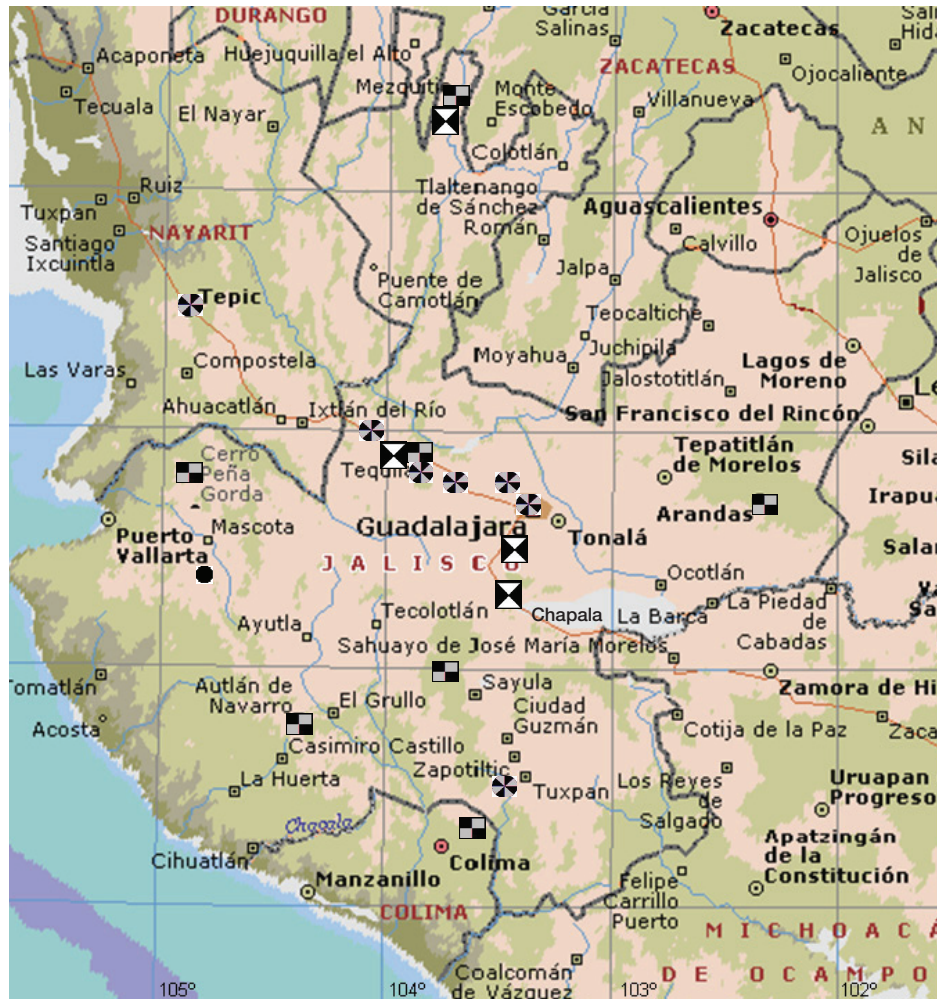 DURANGO
García
Salinas
Zacatecas
Acaponeta
Huejuquilla el Alto
ZACATECAS
Ojocaliente
Tecuala
Mezquitic
Monte
Escobedo
Villanueva
El Nayar
A N
Colotlán
Ruiz
Tlaltenango
de Sánchez
Román
Tuxpan
Aguascalientes
Santiago
Ixcuintla
NAYARIT
Calvillo
Ojuelos
de
Jalisco
Puente de
Camotlán
Jalpa
Tepic
Teocaltiche
Compostela
Moyahua
Juchipila
Las Varas
Jalostotitlán
Lagos de
Moreno
Ahuacatlán
Ixtlán del Río
San Francisco del Rincón
Cerro
Peña
Gorda
Tequila
Tepatitlán
de Morelos
Guadalajara
Tonalá
Arandas
Puerto
Vallarta
Mascota
JALISCO
Ocotlán
Ayutla
Tecolotlán
Chapala
La Barca
La Piedad
de
Cabadas
Sahuayo de José María Morelos
Tomatlán
Autlán de
Navarro
El Grullo
Sayula
Zamora de Hi
Acosta
Ciudad
Guzmán
Cotija de la Paz
Zaca
Casimiro Castillo
Zapotiltic
La Huerta
Tuxpan
Los Reyes
de
Salgado
Uruapan
Progreso
Chacala
Cihuatlán
Colima
Apatzingán
de la
Constitución
Manzanillo
COLIMA
Felipe
Carrillo
Puerto
MICHOACÁ
DE OCAMPO
Coalcomán
de Vázquez
105°
104°
103°
102°